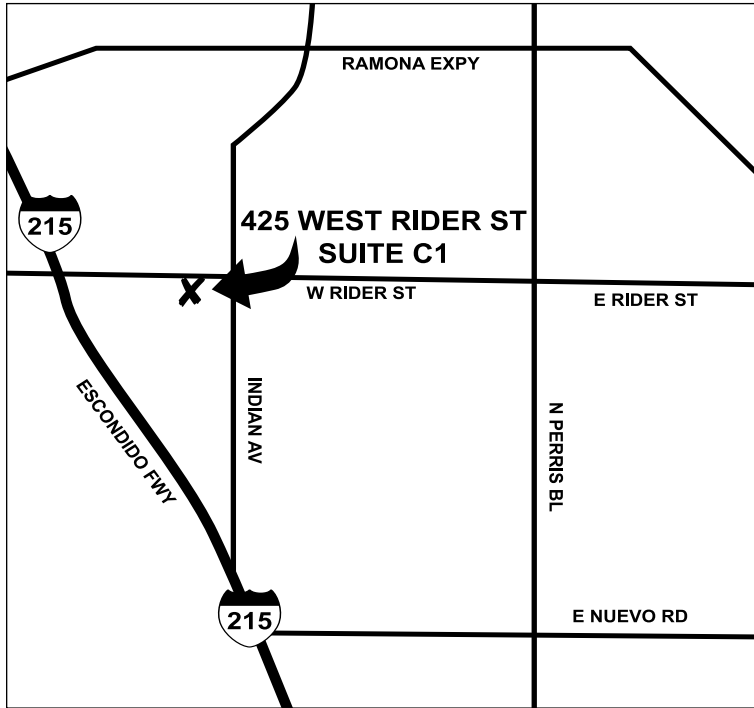 RAMONA EXPY
215
425 WEST RIDER ST
SUITE C1
W RIDER ST
E RIDER ST
ESCONDIDO FWY
INDIAN AV
N PERRIS BL
215
E NUEVO RD